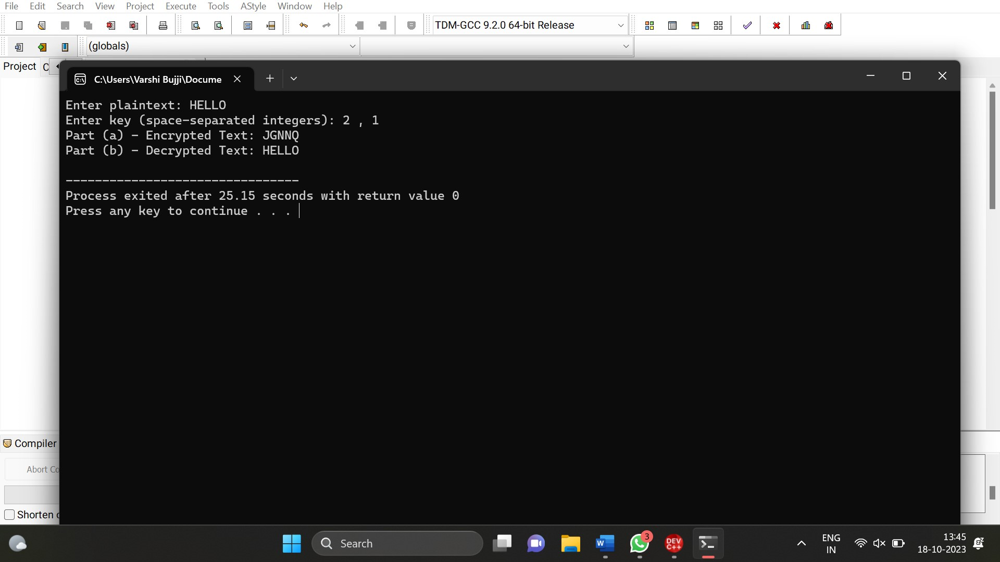 File Edit Search View Project Execute Tools AStyle Window Help
TDM-GCC 9.2.0 64-bit Release
(globals)
Project C
C:\Users\Varshi Bujji\Docume
Enter plaintext: HELLO
Enter key (space-separated integers): 2 , 1
Part (a) - Encrypted Text: JGNNQ
Part (b) - Decrypted Text: HELLO
--------------------------------
Process exited after 25.15 seconds with return value 0
Press any key to continue . . .
Compiler
Abort Co
Shorten c
Search
W
3
DEV
C++
ENG
IN
13:45
18-10-2023